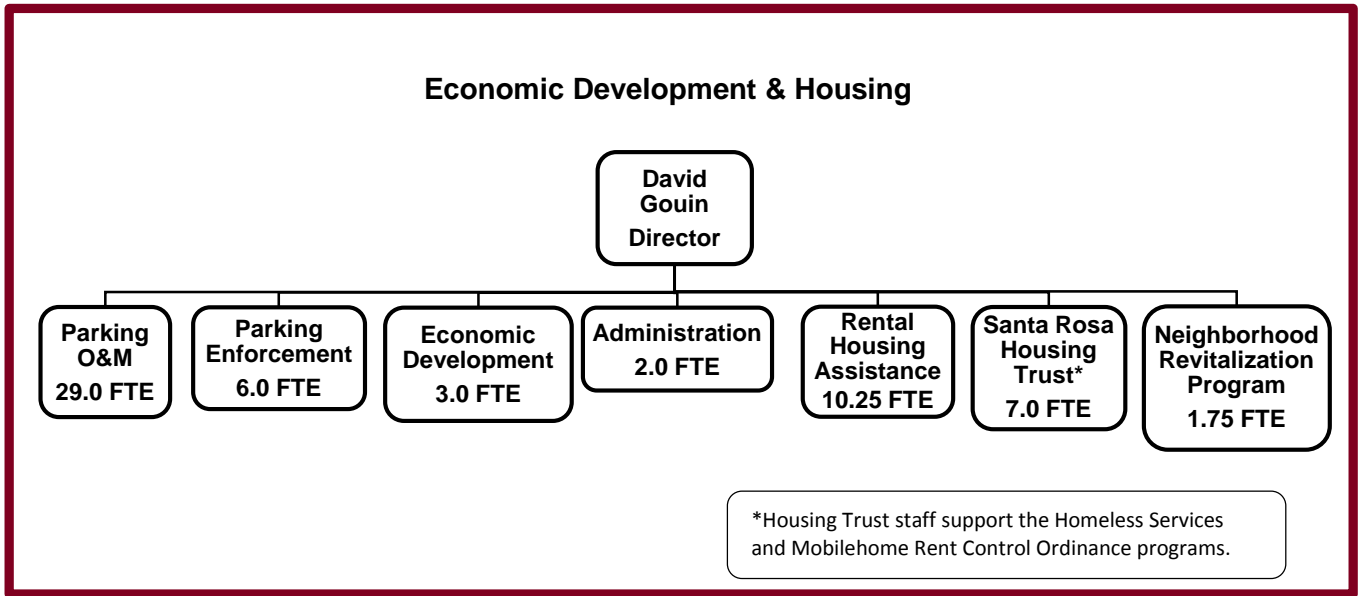 Economic Development & Housing
David
Gouin
Director
Parking
O&M
29.0 FTE
Parking
Enforcement
6.0 FTE
Economic
Development
3.0 FTE
Administration
2.0 FTE
Rental
Housing
Assistance
10.25 FTE
Santa Rosa
Housing
Trust*
7.0 FTE
Neighborhood
Revitalization
Program
1.75 FTE
*Housing Trust staff support the Homeless Services
and Mobilehome Rent Control Ordinance programs.